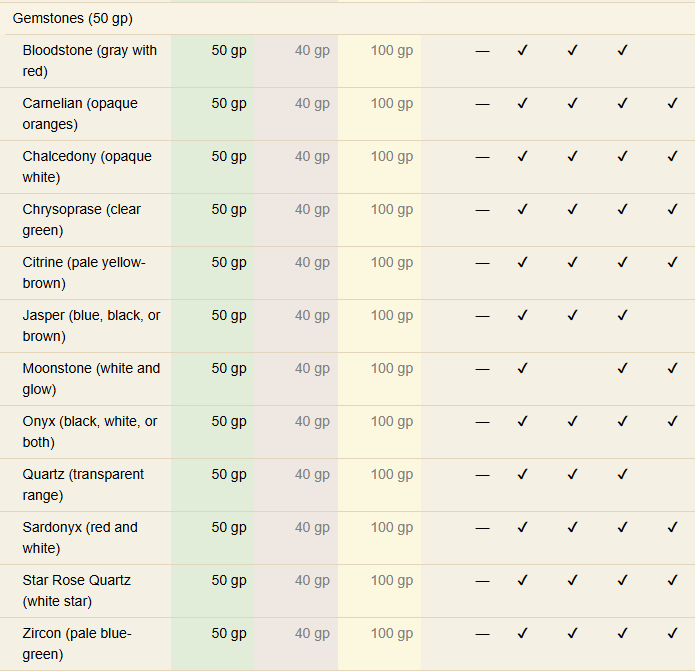 Gemstones (50 gp)
Bloodstone (gray with 50 gp 40 gp 100 gp — ✓ ✓ ✓
red)
Carnelian (opaque 50 gp 40 gp 100 gp — ✓ ✓ ✓ ✓
oranges)
Chalcedony (opaque 50 gp 40 gp 100 gp — ✓ ✓ ✓ ✓
white)
Chrysoprase (clear 50 gp 40 gp 100 gp — ✓ ✓ ✓ ✓
green)
Citrine (pale yellow- 50 gp 40 gp 100 gp — ✓ ✓ ✓ ✓
brown)
Jasper (blue, black, or 50 gp 40 gp 100 gp — ✓ ✓ ✓
brown)
Moonstone (white and 50 gp 40 gp 100 gp — ✓ ✓ ✓
glow)
Onyx (black, white, or 50 gp 40 gp 100 gp — ✓ ✓ ✓ ✓
both)
Quartz (transparent 50 gp 40 gp 100 gp — ✓ ✓ ✓
range)
Sardonyx (red and 50 gp 40 gp 100 gp — ✓ ✓ ✓ ✓
white)
Star Rose Quartz 50 gp 40 gp 100 gp — ✓ ✓ ✓ ✓
(white star)
Zircon (pale blue- 50 gp 40 gp 100 gp — ✓ ✓ ✓ ✓
green)